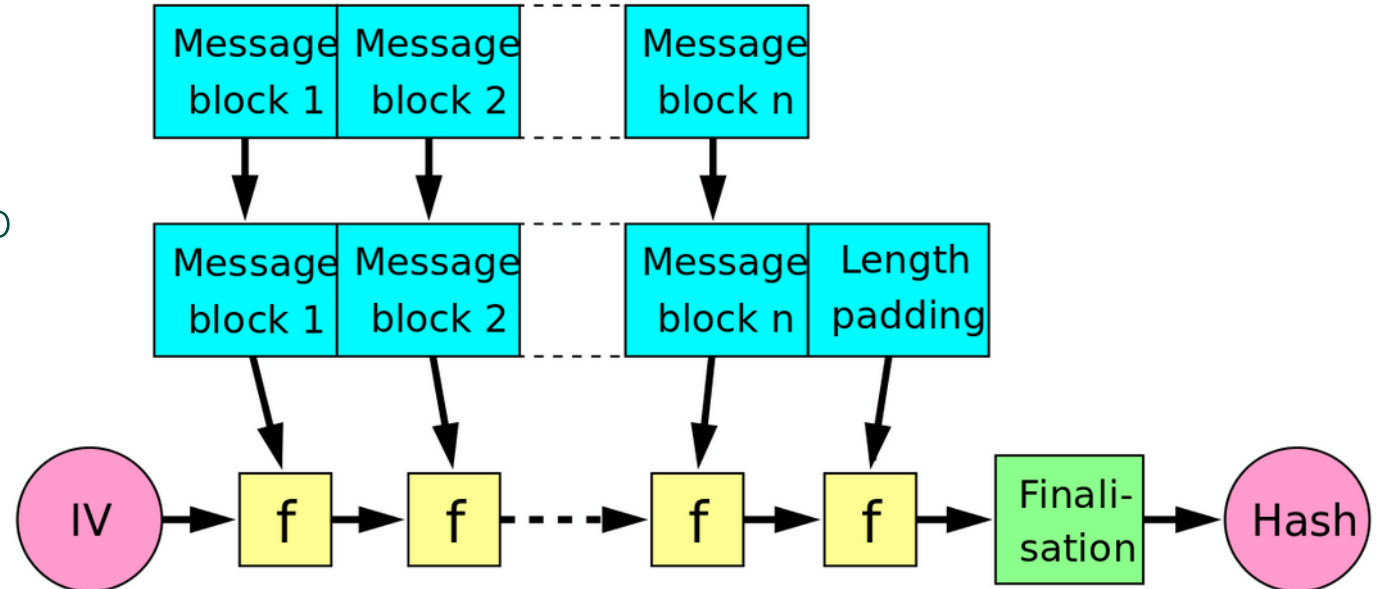 Message Message Message
block 1 block 2 block n
Message Message Message Length
block 1 block 2 block n padding
IV f f f f Finali-
sation Hash